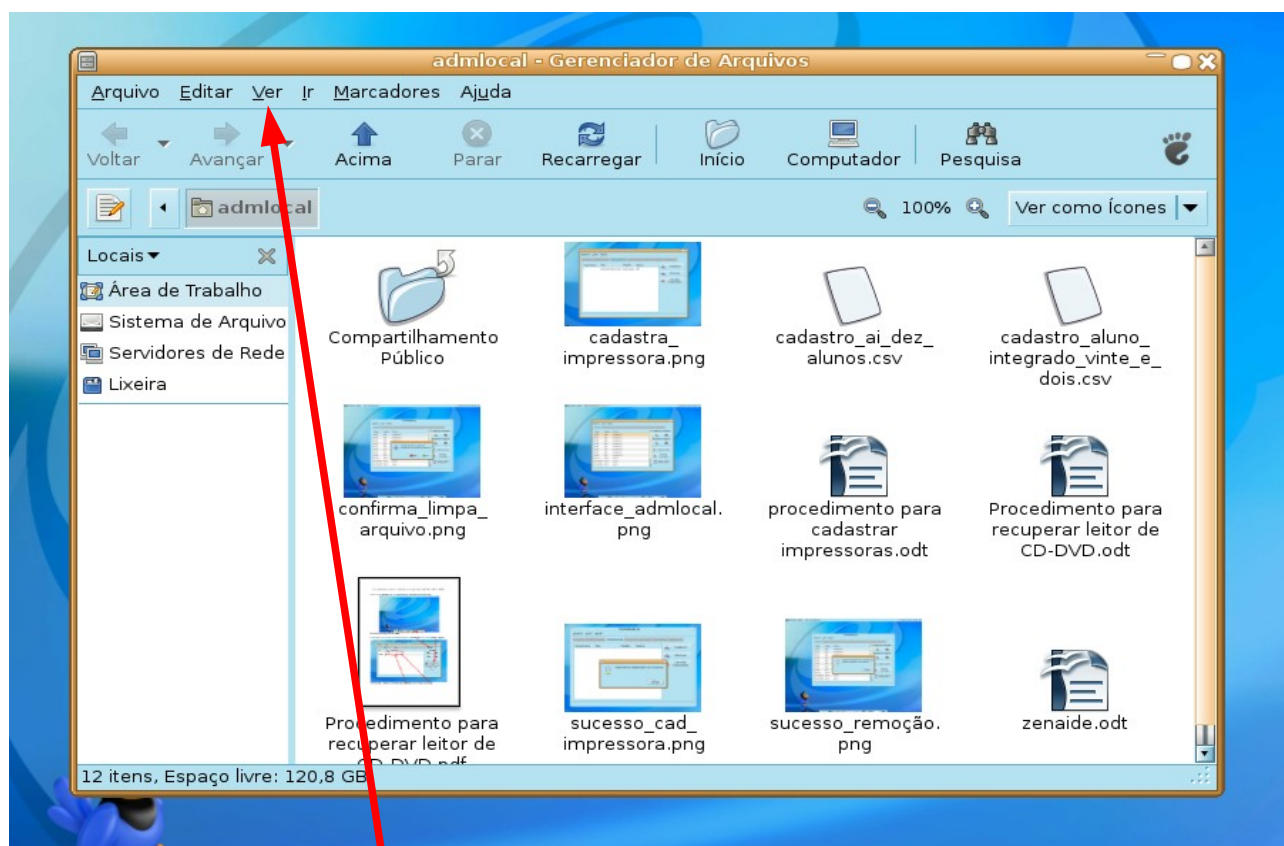 admlocal - Gerenciador de Arquivos
Arquivo Editar Ver Ir Marcadores Ajuda
Voltar Avançar Acima Parar Recarregar Início Computador Pesquisa
admlocal 100% Ver como Ícones
Locais
Área de Trabalho
Sistema de Arquivo
Servidores de Rede
Lixeira
Compartilhamento
Público
cadastra_
impressora.png
cadastro_ai_dez_
alunos.csv
cadastro_aluno_
integrado_vinte_e_
dois.csv
confirma_limpa_
arquivo.png
interface_admlocal.
png
procedimento para
cadastrar
impressoras.odt
Procedimento para
recuperar leitor de
CD-DVD.odt
Procedimento para
recuperar leitor de
CD-DVD.pdf
sucesso_cad_
impressora.png
sucesso_remoção.
png
zenaide.odt
12 itens, Espaço livre: 120,8 GB